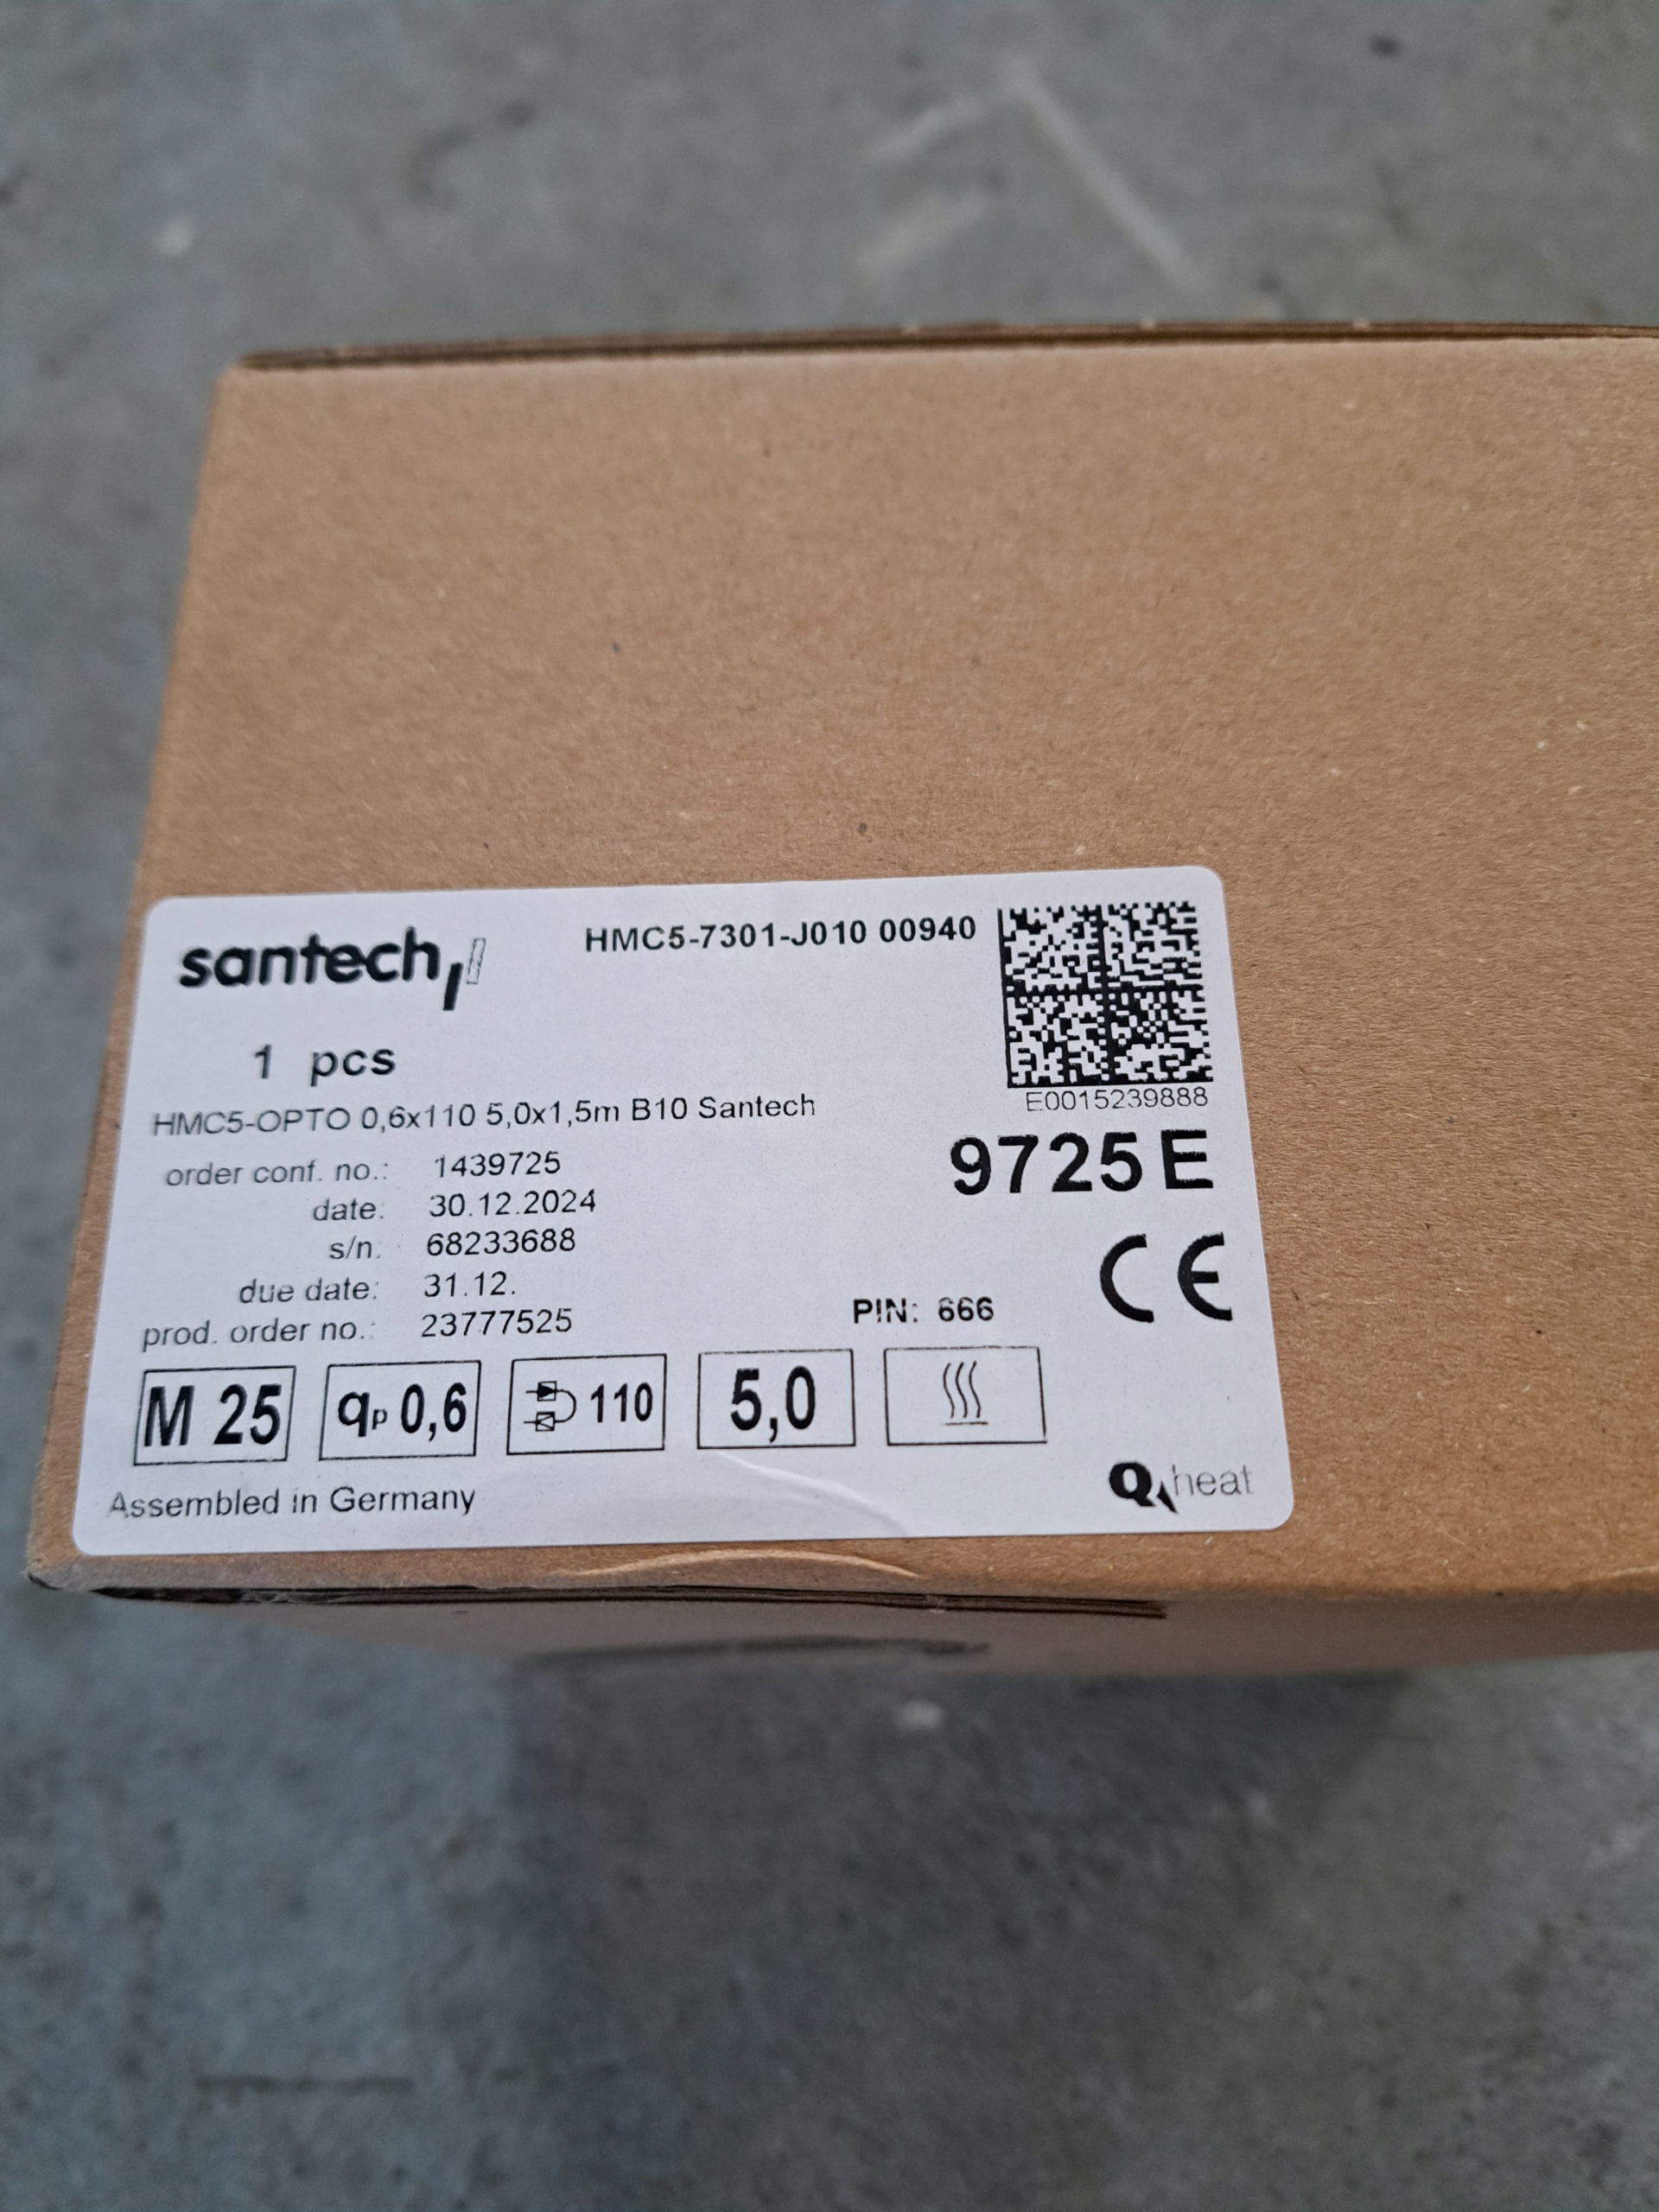 santech
HMC5-7301-J010 00940
1 pcs
E0015239888
HMC5-OPTO 0,6x110 5,0x1,5m B10 Santech
9725E
order conf. no.: 1439725
date: 30.12.2024
s/n: 68233688
due date: 31.12.
prod. order no.: 23777525
PIN: 666
CE
M 25
qp 0,6
110
5,0
Assembled in Germany
Q heat